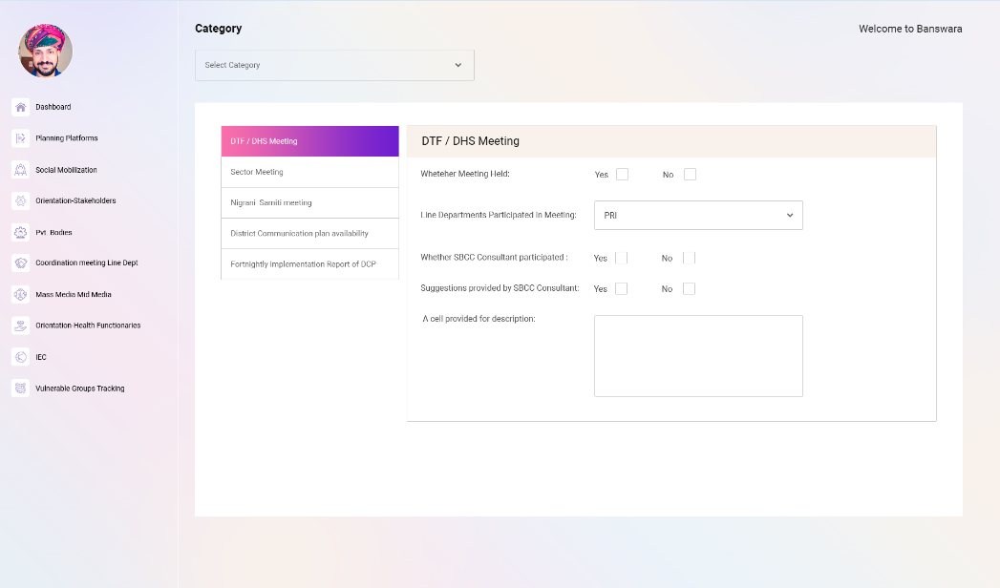 Category
Welcome to Banswara
Select Category
Dashboard
Planning Platforms
Social Mobilization
Orientation-Stakeholders
Pvt. Bodies
Coordination meeting Line Dept
Mass Media Mid Media
Orientation-Health Functionaries
IEC
Vulnerable Groups Tracking
DTF / DHS Meeting
Sector Meeting
Nigrani Samiti meeting
District Communication plan availability
Fortnightly Implementation Report of DCP
DTF / DHS Meeting
Wheteher Meeting Held: Yes No
Line Departments Participated in Meeting: PRI
Whether SBCC Consultant participated : Yes No
Suggestions provided by SBCC Consultant: Yes No
A cell provided for description: